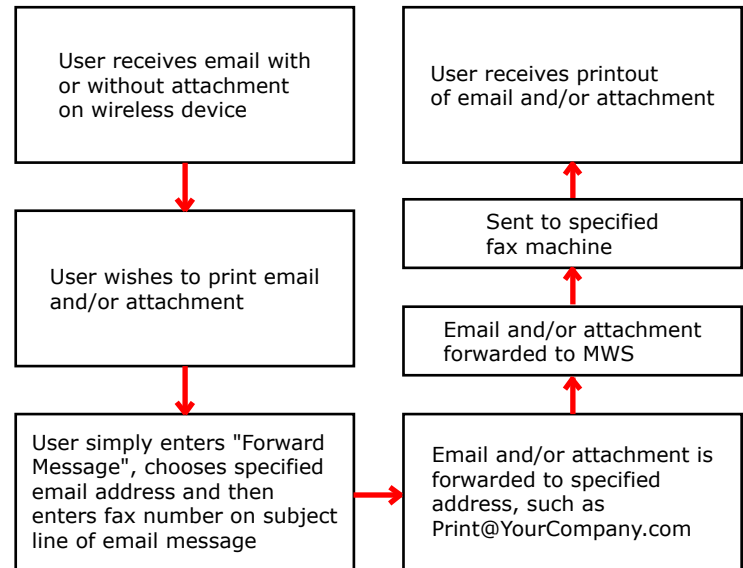 User receives email with
or without attachment
on wireless device
User wishes to print email
and/or attachment
User simply enters "Forward
Message", chooses specified
email address and then
enters fax number on subject
line of email message
Email and/or attachment is
forwarded to specified
address, such as
Print@YourCompany.com
Email and/or attachment
forwarded to MWS
Sent to specified
fax machine
User receives printout
of email and/or attachment